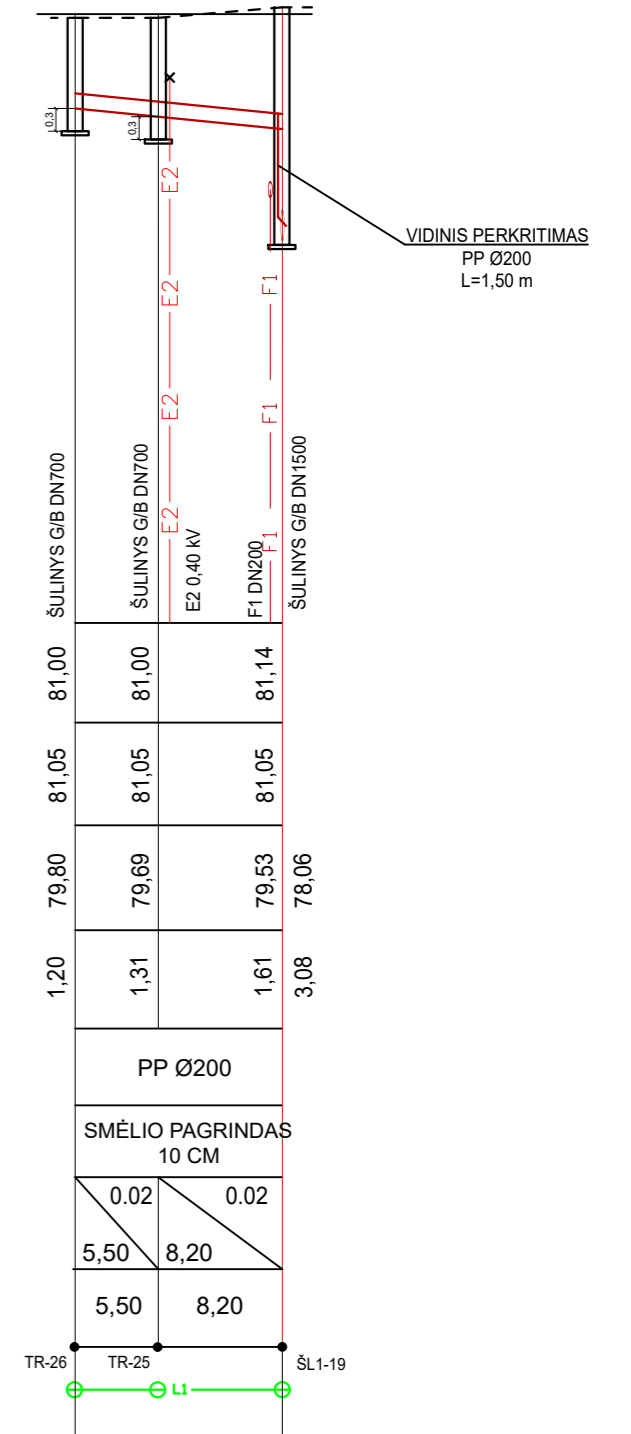 0,3
0,3
VIDINIS PERKRITIMAS
PP Ø200
L=1,50 m
E2
E2
E2
E2
F1
F1
F1
ŠULINYS G/B DN700
ŠULINYS G/B DN700
E2 0,40 kV
F1 DN200
ŠULINYS G/B DN1500
81,00
81,00
81,14
81,05
81,05
81,05
79,80
79,69
79,53
78,06
1,20
1,31
1,61
3,08
PP Ø200
SMĖLIO PAGRINDAS
10 CM
0.02
0.02
5,50
8,20
5,50
8,20
TR-26
TR-25
ŠL1-19
L1